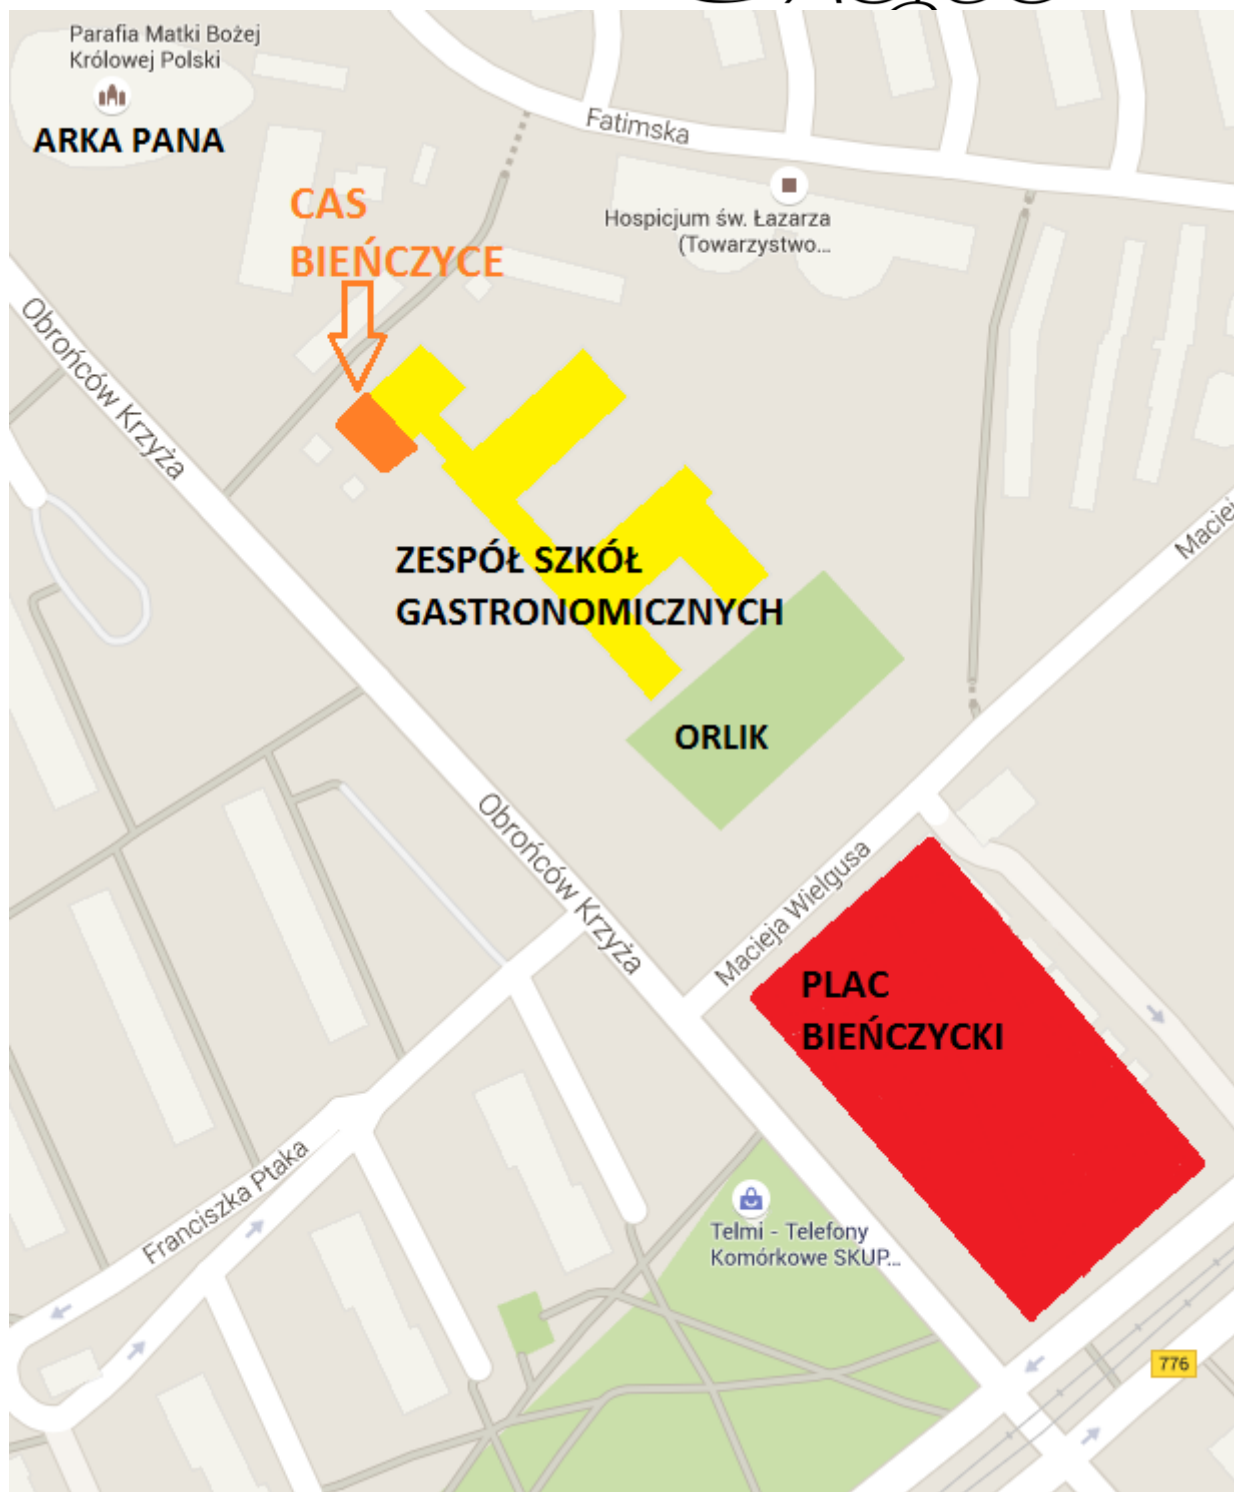 Parafia Matki Bożej
Królowej Polski
ARKA PANA
Fatimska
CAS
BIEŃCZYCE
Hospicjum św. Łazarza
(Towarzystwo...
Obrońców Krzyża
ZESPÓŁ SZKÓŁ
GASTRONOMICZNYCH
ORLIK
Obrońców Krzyża
Macieja Wielgusa
PLAC
BIEŃCZYCKI
Franciszka Ptaka
Telmi - Telefony
Komórkowe SKUP...
776